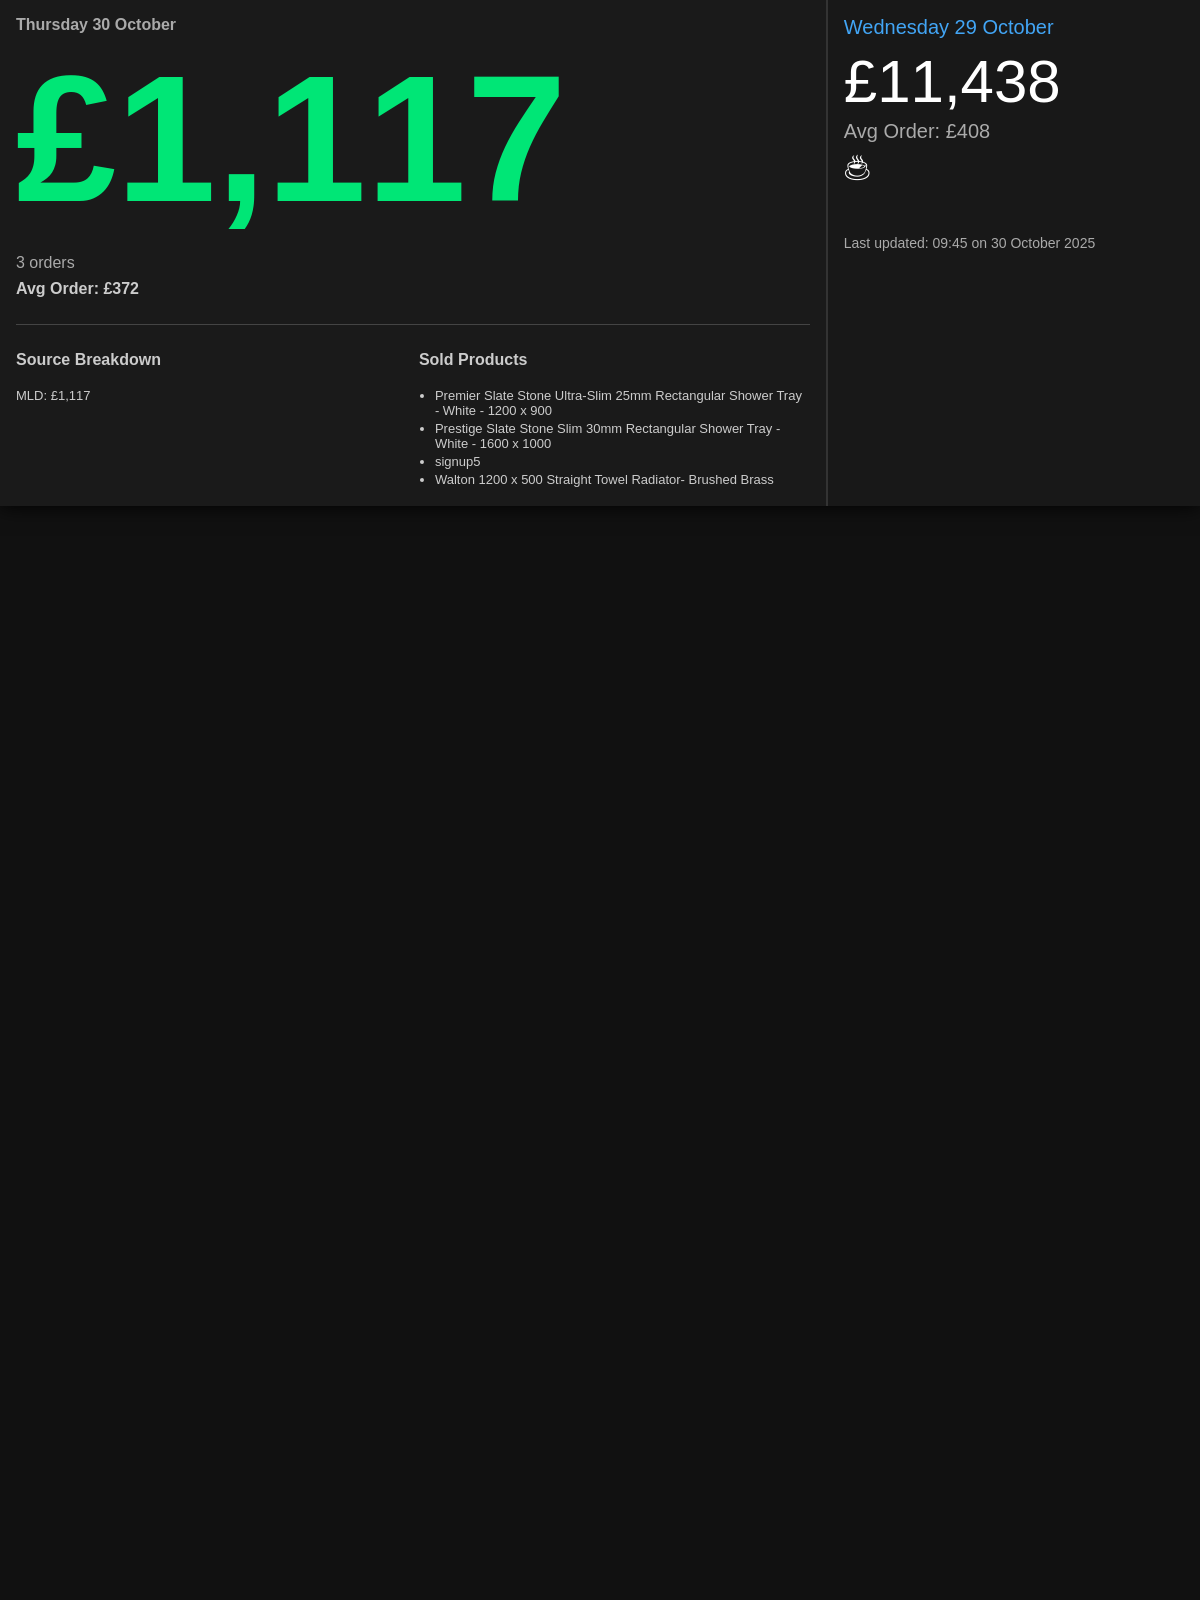 Thursday 30 October
£1,117
3 orders
Avg Order: £372
Source Breakdown
MLD: £1,117
Sold Products
• Premier Slate Stone Ultra-Slim 25mm Rectangular Shower Tray
- White - 1200 x 900
• Prestige Slate Stone Slim 30mm Rectangular Shower Tray -
White - 1600 x 1000
• signup5
• Walton 1200 x 500 Straight Towel Radiator- Brushed Brass
Wednesday 29 October
£11,438
Avg Order: £408
☕
Last updated: 09:45 on 30 October 2025